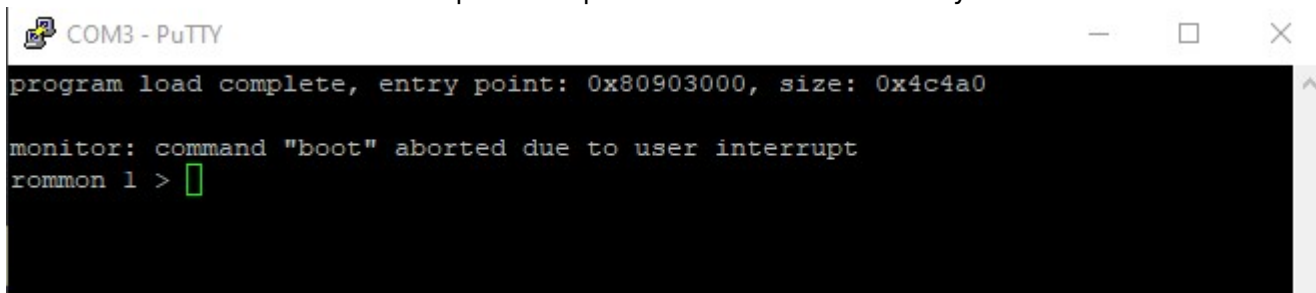 COM3 - PuTTY
program load complete, entry point: 0x80903000, size: 0x4c4a0
monitor: command "boot" aborted due to user interrupt
rommon 1 >